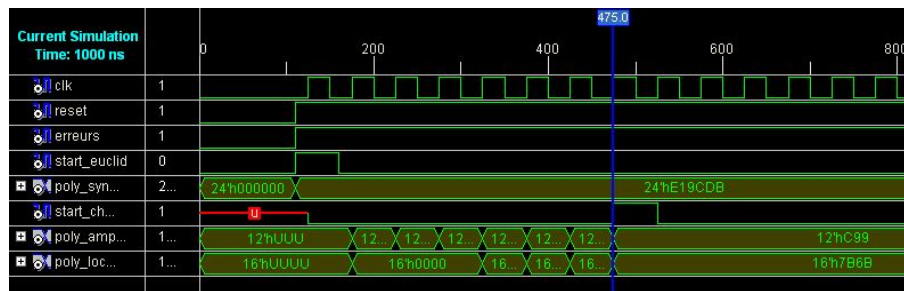 475.0
Current Simulation
Time: 1000 ns
0 200 400 600 800
clk 1
reset 1
erreurs 1
start_euclid 0
poly_syn... 2... 24'h000000 24'hE19CDB
start_ch... 1 U
poly_amp... 1... 12'hUUU 12... 12... 12... 12... 12... 12... 12'hC99
poly_loc... 1... 16'hUUUU 16'h0000 16... 16... 16... 16'h7B6B